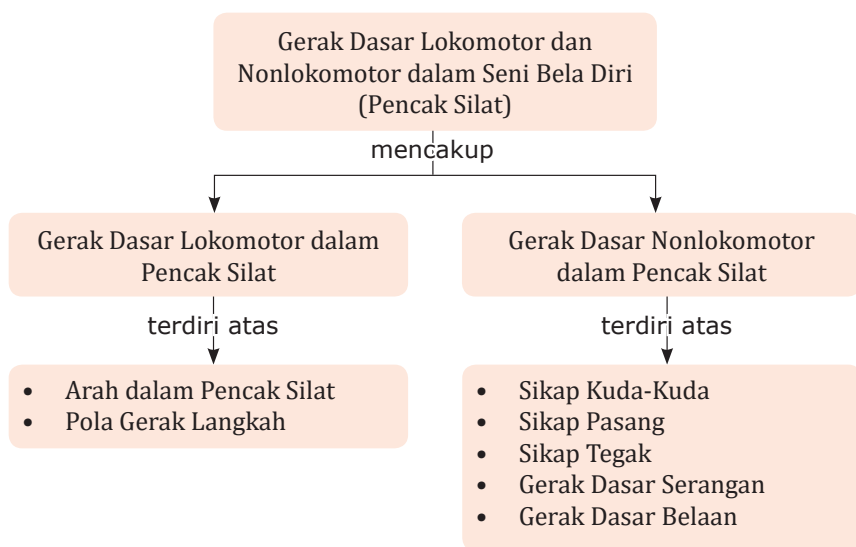 Gerak Dasar Lokomotor dan
Nonlokomotor dalam Seni Bela Diri
(Pencak Silat)
mencakup
Gerak Dasar Lokomotor dalam
Pencak Silat
terdiri atas
• Arah dalam Pencak Silat
• Pola Gerak Langkah
Gerak Dasar Nonlokomotor
dalam Pencak Silat
terdiri atas
• Sikap Kuda-Kuda
• Sikap Pasang
• Sikap Tegak
• Gerak Dasar Serangan
• Gerak Dasar Belaan